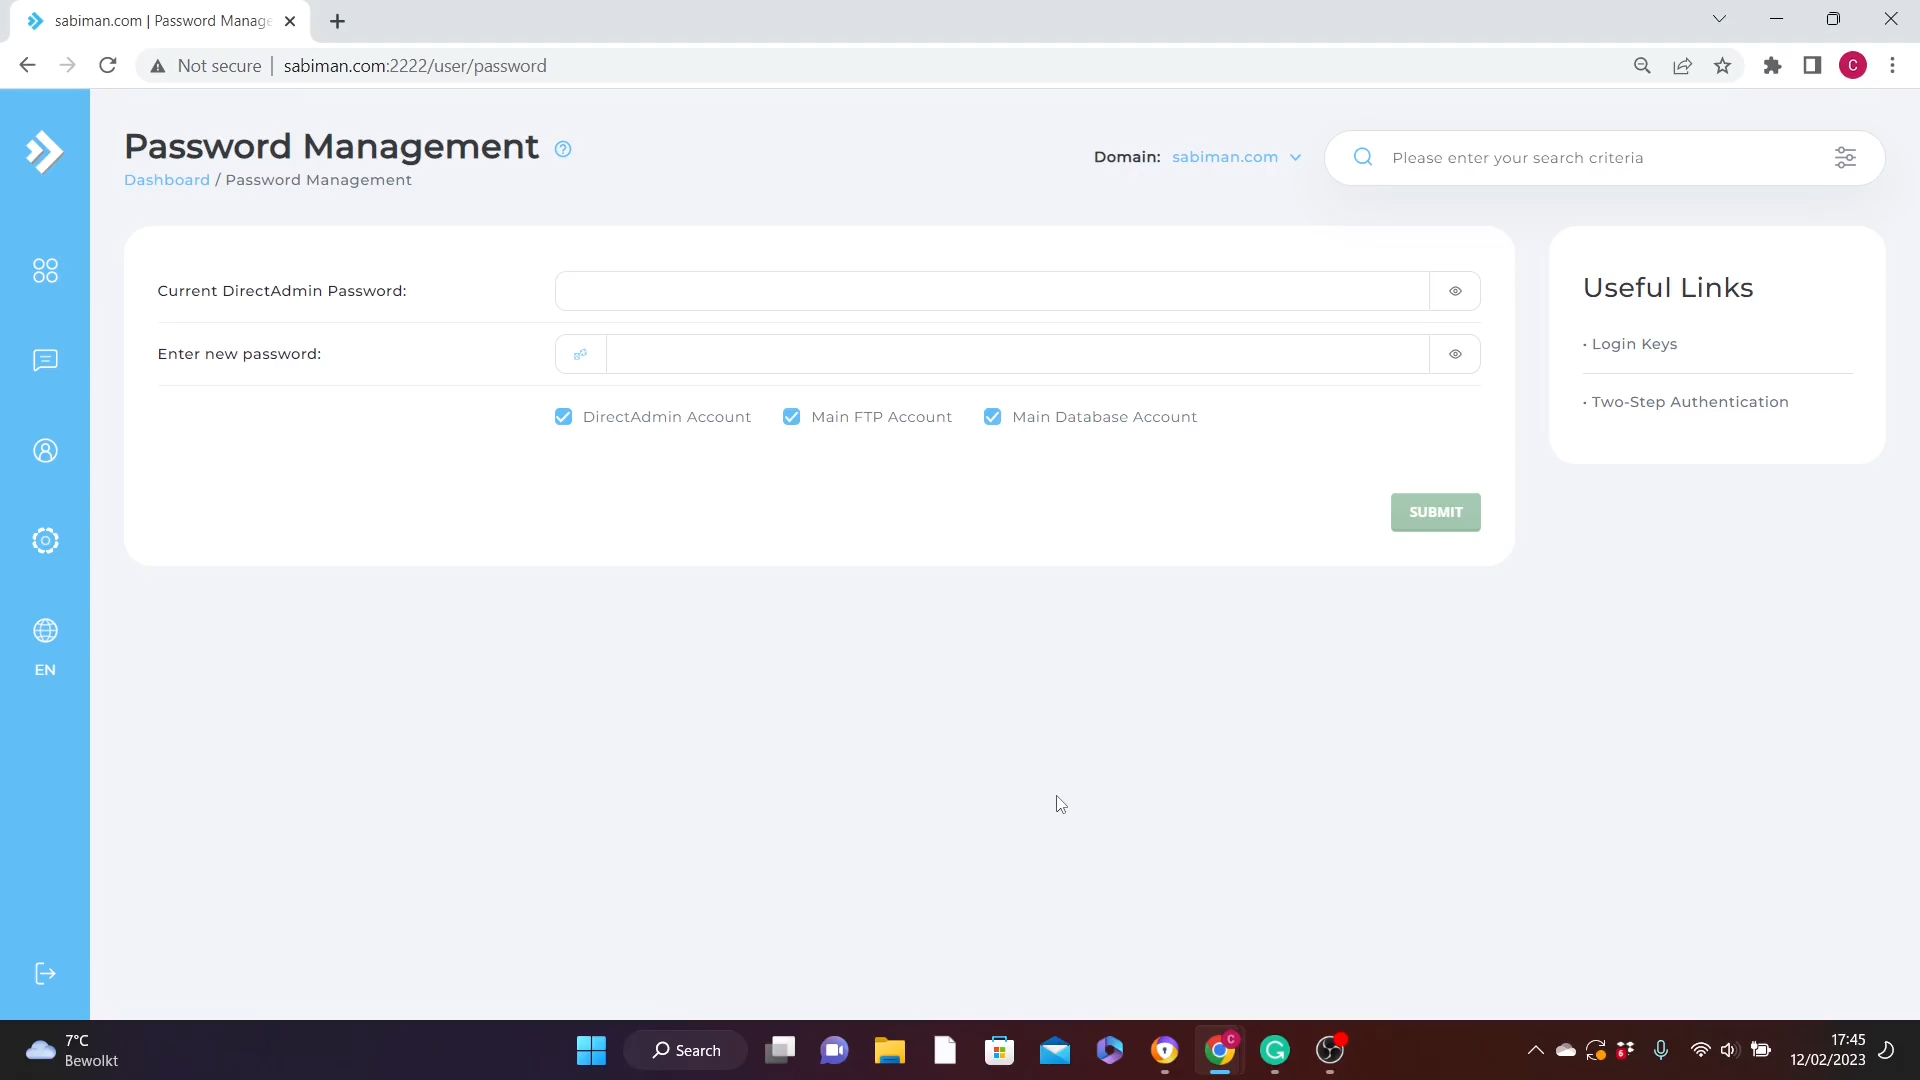 sabiman.com | Password Manage
Not secure | sabiman.com:2222/user/password
C
Password Management
Dashboard / Password Management
Domain: sabiman.com
Please enter your search criteria
Current DirectAdmin Password:
Enter new password:
DirectAdmin Account
Main FTP Account
Main Database Account
SUBMIT
Useful Links
• Login Keys
• Two-Step Authentication
EN
7°C
Bewolkt
Search
C
6
17:45
12/02/2023